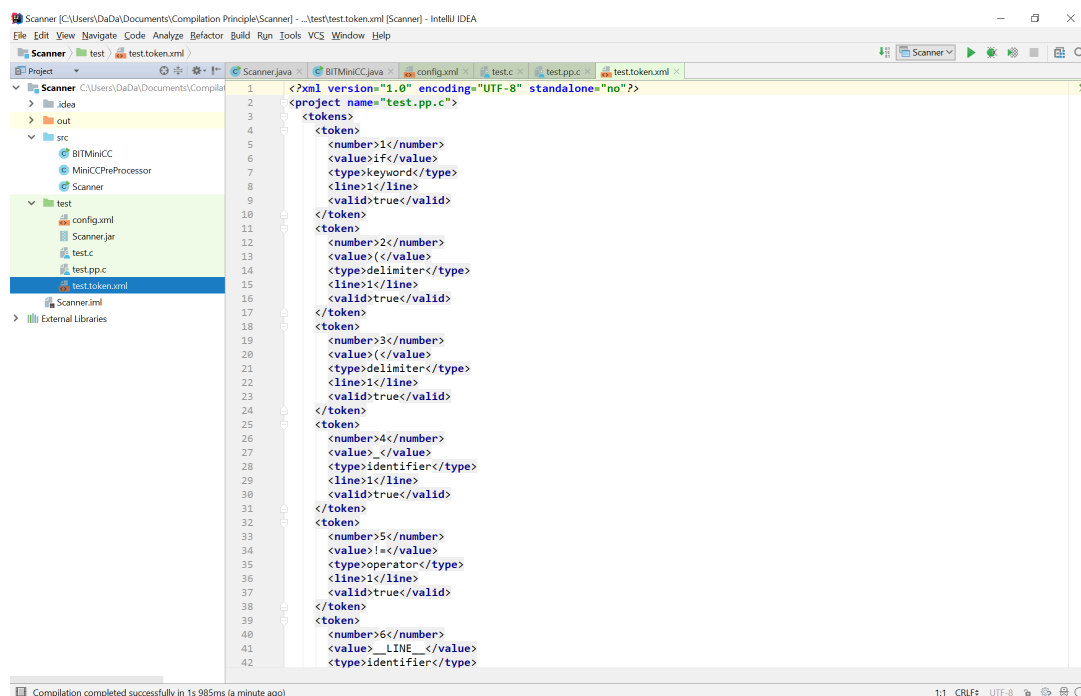 Scanner [C:\Users\DaDa\Documents\Compilation Principle\Scanner] - ...\test\test.token.xml [Scanner] - IntelliJ IDEA
File Edit View Navigate Code Analyze Refactor Build Run Tools VCS Window Help
Scanner test test.token.xml Scanner
Project Scanner.java BITMiniCC.java config.xml test.c test.pp.c test.token.xml
Scanner C:\Users\DaDa\Documents\Compilat
.idea
out
src
BITMiniCC
MiniCCPreProcessor
Scanner
test
config.xml
Scanner.jar
test.c
test.pp.c
test.token.xml
Scanner.iml
External Libraries
1 <?xml version="1.0" encoding="UTF-8" standalone="no"?>
2 <project name="test.pp.c">
3 <tokens>
4 <token>
5 <number>1</number>
6 <value>if</value>
7 <type>keyword</type>
8 <line>1</line>
9 <valid>true</valid>
10 </token>
11 <token>
12 <number>2</number>
13 <value>(</value>
14 <type>delimiter</type>
15 <line>1</line>
16 <valid>true</valid>
17 </token>
18 <token>
19 <number>3</number>
20 <value>(</value>
21 <type>delimiter</type>
22 <line>1</line>
23 <valid>true</valid>
24 </token>
25 <token>
26 <number>4</number>
27 <value>_</value>
28 <type>identifier</type>
29 <line>1</line>
30 <valid>true</valid>
31 </token>
32 <token>
33 <number>5</number>
34 <value>!=</value>
35 <type>operator</type>
36 <line>1</line>
37 <valid>true</valid>
38 </token>
39 <token>
40 <number>6</number>
41 <value>__LINE__</value>
42 <type>identifier</type>
Compilation completed successfully in 1s 985ms (a minute ago) 1:1 CRLF UTF-8